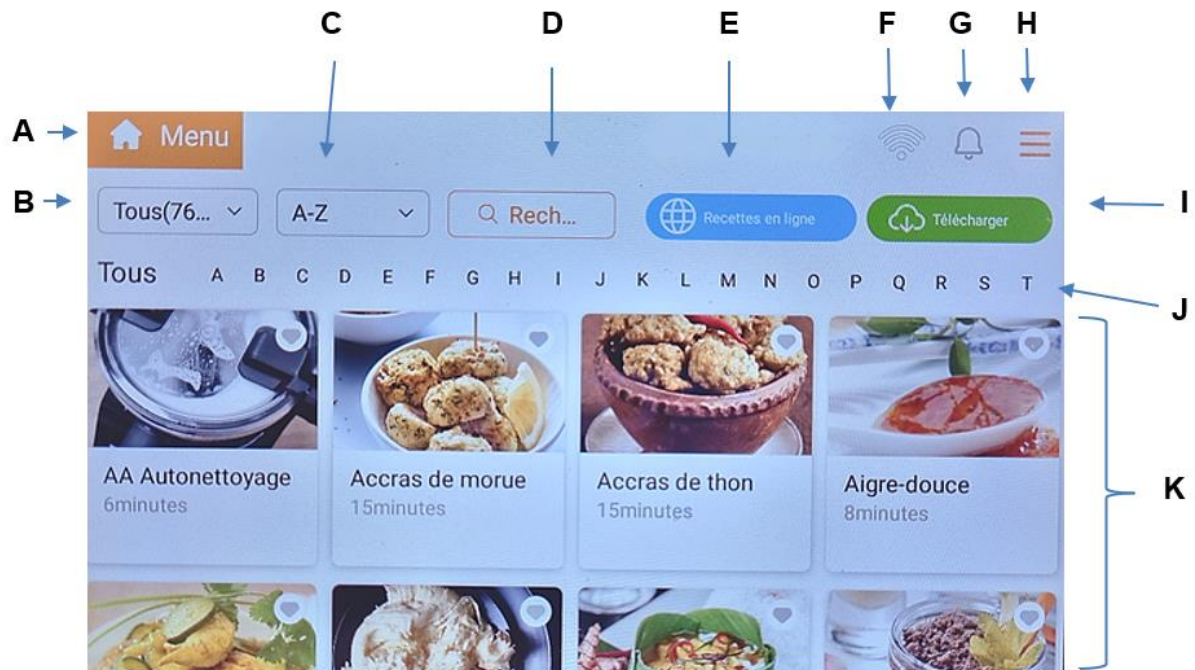 C D E F G H
A Menu
B Tous(76... A-Z Rech... Recettes en ligne Télécharger I
Tous A B C D E F G H I J K L M N O P Q R S T
J
AA Autonettoyage Accras de morue Accras de thon Aigre-douce
6minutes 15minutes 15minutes 8minutes
K